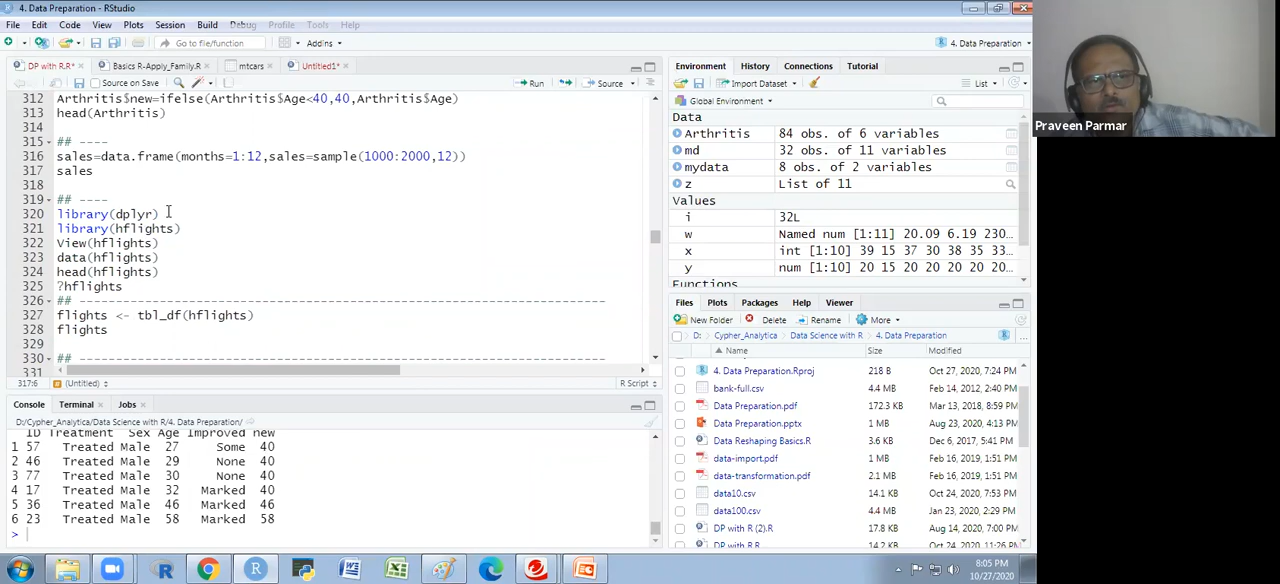 4. Data Preparation - RStudio
File Edit Code View Plots Session Build Debug Profile Tools Help
Go to file/function
Addins
4. Data Preparation
DP with R.R*
Basics R-Apply_Family.R
mtcars
Untitled1*
Source on Save
Run
Source
312 Arthritis$new=ifelse(Arthritis$Age<40,40,Arthritis$Age)
313 head(Arthritis)
314
315 ## ----
316 sales=data.frame(months=1:12,sales=sample(1000:2000,12))
317 sales
318
319 ## ----
320 library(dplyr)
321 library(hflights)
322 View(hflights)
323 data(hflights)
324 head(hflights)
325 ?hflights
326 ## -------------------------------------------------------------------------
327 flights <- tbl_df(hflights)
328 flights
329
330 ## -------------------------------------------------------------------------
331
317:6 (Untitled) R Script
Console Terminal Jobs
D:/Cypher_Analytica/Data Science with R/4. Data Preparation/
ID Treatment Sex Age Improved new
1 57 Treated Male 27 Some 40
2 46 Treated Male 29 None 40
3 77 Treated Male 30 None 40
4 17 Treated Male 32 Marked 40
5 36 Treated Male 46 Marked 46
6 23 Treated Male 58 Marked 58
>
Environment History Connections Tutorial
Import Dataset List
Global Environment
Data
Arthritis 84 obs. of 6 variables
md 32 obs. of 11 variables
mydata 8 obs. of 2 variables
z List of 11
Values
i 32L
w Named num [1:11] 20.09 6.19 230…
x int [1:10] 39 15 37 30 38 35 33…
y num [1:10] 20 15 20 20 20 20 20…
Functions
Files Plots Packages Help Viewer
New Folder Delete Rename More
D: Cypher_Analytica Data Science with R 4. Data Preparation
Name Size Modified
4. Data Preparation.Rproj 218 B Oct 27, 2020, 7:24 PM
bank-full.csv 4.4 MB Feb 14, 2012, 2:40 PM
Data Preparation.pdf 172.3 KB Mar 13, 2018, 8:59 PM
Data Preparation.pptx 1 MB Aug 23, 2020, 4:13 PM
Data Reshaping Basics.R 3.6 KB Dec 6, 2017, 5:41 PM
data-import.pdf 1 MB Feb 16, 2019, 1:51 PM
data-transformation.pdf 2.1 MB Feb 16, 2019, 1:51 PM
data10.csv 14.1 KB Oct 24, 2020, 7:53 PM
data100.csv 4.4 MB Jan 23, 2020, 2:29 PM
DP with R (2).R 17.8 KB Aug 14, 2020, 7:00 PM
DP with R.R 14.2 KB Oct 24, 2020, 11:26 PM
8:05 PM
10/27/2020
Praveen Parmar